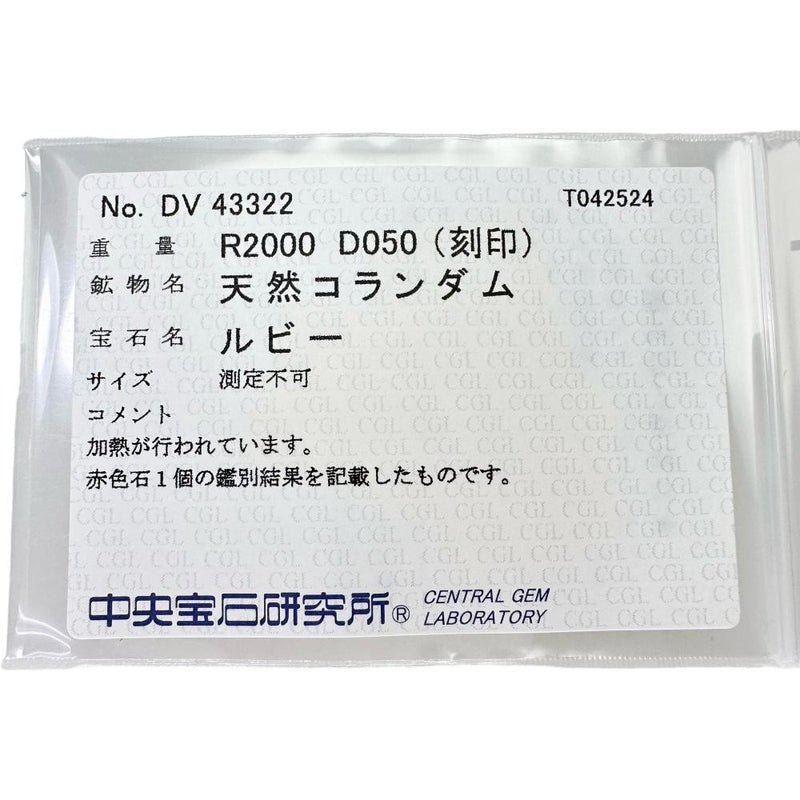 No. DV 43322 T042524
重量 R2000 D050 (刻印)
鉱物名 天然コランダム
宝石名 ルビー
サイズ 測定不可
コメント
加熱が行われています。
赤色石1個の鑑別結果を記載したものです。
中央宝石研究所® CENTRAL GEM
LABORATORY